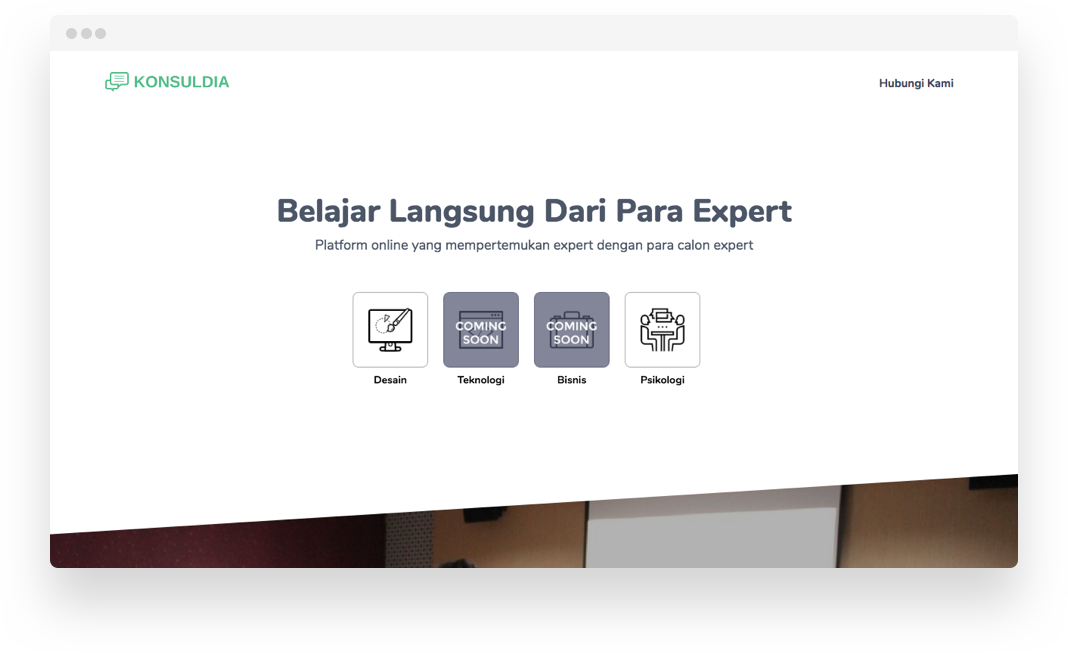 KONSULDIA
Hubungi Kami
Belajar Langsung Dari Para Expert
Platform online yang mempertemukan expert dengan para calon expert
COMING
SOON
COMING
SOON
Desain
Teknologi
Bisnis
Psikologi